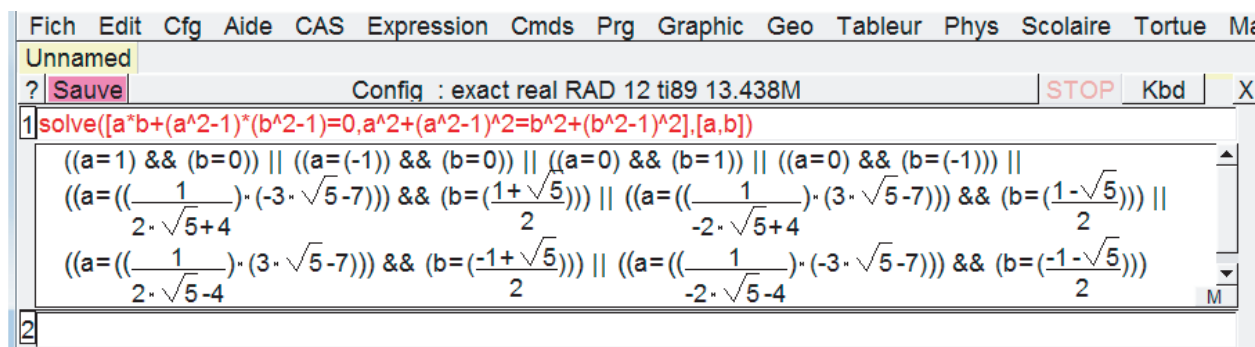 Fich Edit Cfg Aide CAS Expression Cmds Prg Graphic Geo Tableur Phys Scolaire Tortue Ma
Unnamed
? Sauve Config : exact real RAD 12 ti89 13.438M STOP Kbd X
1 solve([a*b+(a^2-1)*(b^2-1)=0,a^2+(a^2-1)^2=b^2+(b^2-1)^2],[a,b])
((a=1) && (b=0)) || ((a=(-1)) && (b=0)) || ((a=0) && (b=1)) || ((a=0) && (b=(-1))) ||
((a=((1/(2·√5+4))·(-3·√5-7))) && (b=((1+√5)/2))) || ((a=((1/(-2·√5+4))·(3·√5-7))) && (b=((1-√5)/2))) ||
((a=((1/(2·√5-4))·(3·√5-7))) && (b=((-1+√5)/2))) || ((a=((1/(-2·√5-4))·(-3·√5-7))) && (b=((-1-√5)/2)))
M
2